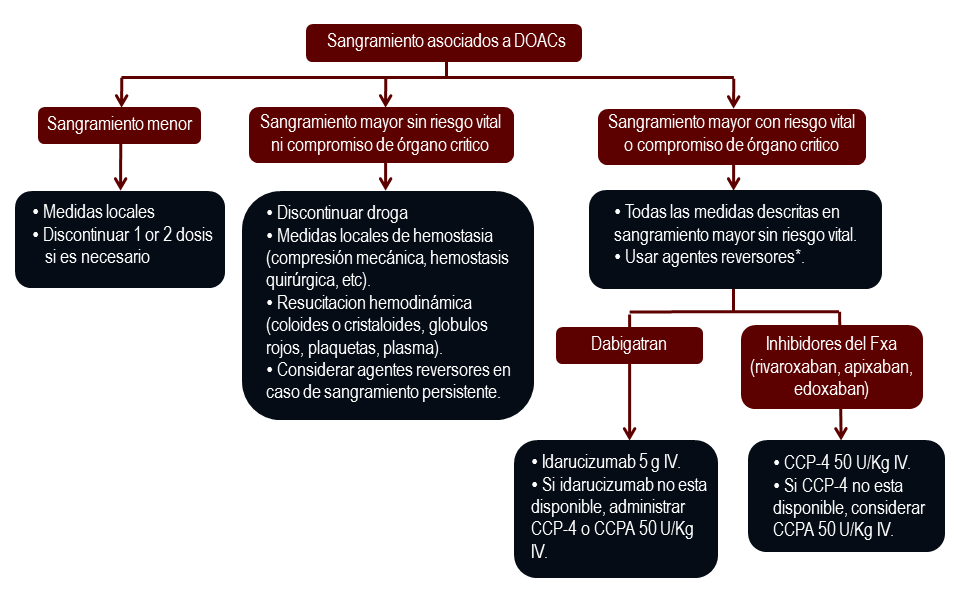 Sangramiento asociados a DOACs
Sangramiento menor
Sangramiento mayor sin riesgo vital
ni compromiso de órgano critico
Sangramiento mayor con riesgo vital
o compromiso de órgano critico
• Medidas locales
• Discontinuar 1 or 2 dosis
si es necesario
• Discontinuar droga
• Medidas locales de hemostasia
(compresión mecánica, hemostasis
quirúrgica, etc).
• Resucitacion hemodinámica
(coloides o cristaloides, globulos
rojos, plaquetas, plasma).
• Considerar agentes reversores en
caso de sangramiento persistente.
• Todas las medidas descritas en
sangramiento mayor sin riesgo vital.
• Usar agentes reversores*.
Dabigatran
Inhibidores del Fxa
(rivaroxaban, apixaban,
edoxaban)
• Idarucizumab 5 g IV.
• Si idarucizumab no esta
disponible, administrar
CCP-4 o CCPA 50 U/Kg
IV.
• CCP-4 50 U/Kg IV.
• Si CCP-4 no esta
disponible, considerar
CCPA 50 U/Kg IV.